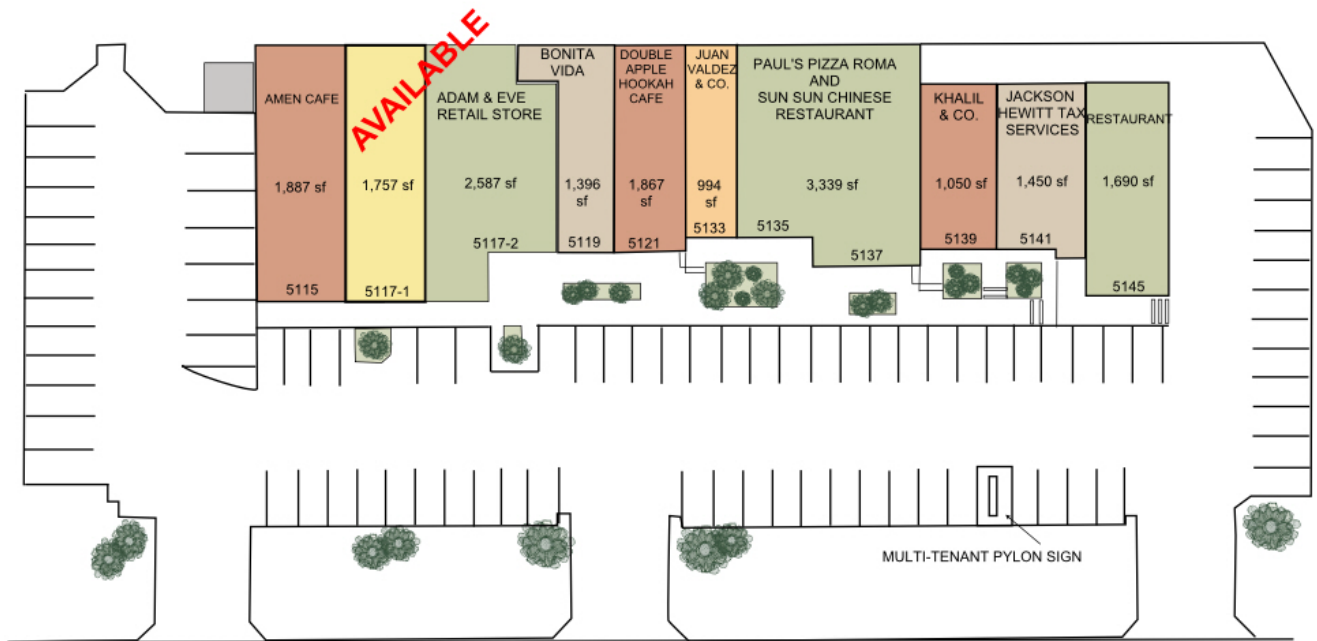 AVAILABLE
AMEN CAFE
1,887 sf
5115
1,757 sf
5117-1
ADAM & EVE
RETAIL STORE
2,587 sf
5117-2
BONITA
VIDA
1,396
sf
5119
DOUBLE
APPLE
HOOKAH
CAFE
1,867
sf
5121
JUAN
VALDEZ
& CO.
994
sf
5133
PAUL'S PIZZA ROMA
AND
SUN SUN CHINESE
RESTAURANT
3,339 sf
5135
5137
KHALIL
& CO.
1,050 sf
5139
JACKSON
HEWITT TAX
SERVICES
1,450 sf
5141
RESTAURANT
1,690 sf
5145
MULTI-TENANT PYLON SIGN